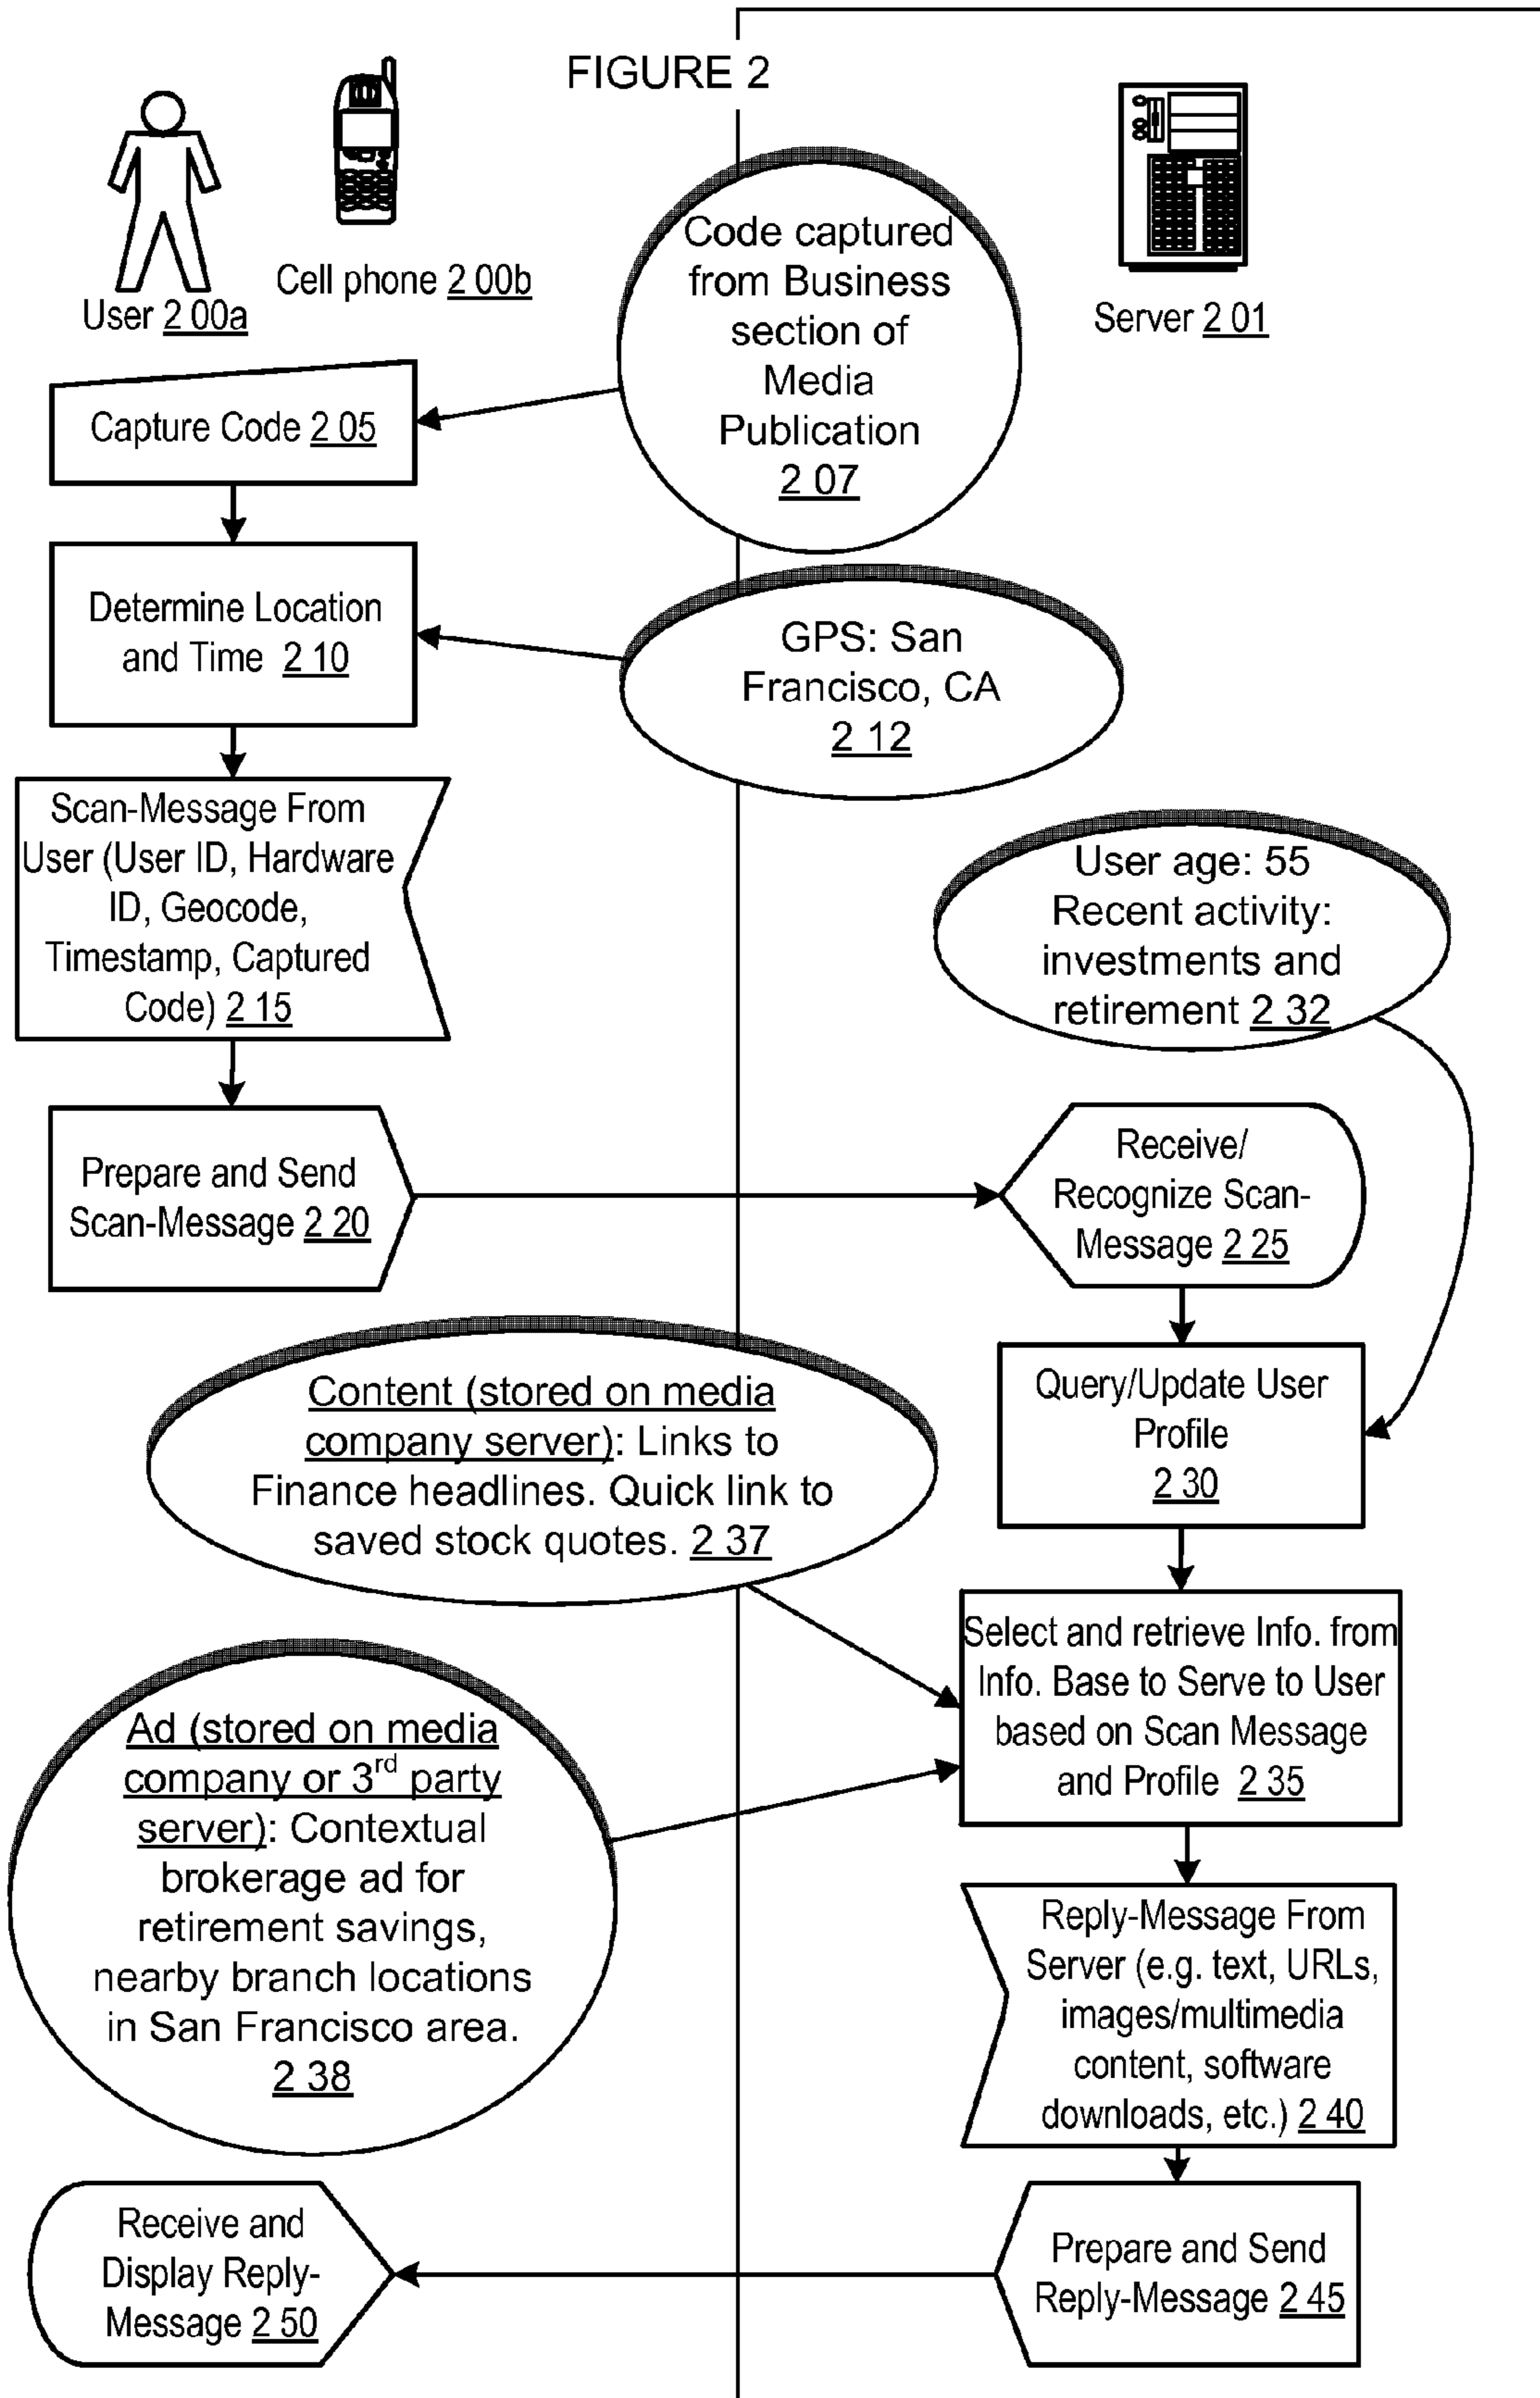 FIGURE 2
User 2 00a
Cell phone 2 00b
Server 2 01
Code captured
from Business
section of
Media
Publication
2 07
Capture Code 2 05
Determine Location
and Time 2 10
GPS: San
Francisco, CA
2 12
Scan-Message From
User (User ID, Hardware
ID, Geocode,
Timestamp, Captured
Code) 2 15
User age: 55
Recent activity:
investments and
retirement 2 32
Prepare and Send
Scan-Message 2 20
Receive/
Recognize Scan-
Message 2 25
Query/Update User
Profile
2 30
Content (stored on media
company server): Links to
Finance headlines. Quick link to
saved stock quotes. 2 37
Select and retrieve Info. from
Info. Base to Serve to User
based on Scan Message
and Profile 2 35
Ad (stored on media
company or 3rd party
server): Contextual
brokerage ad for
retirement savings,
nearby branch locations
in San Francisco area.
2 38
Reply-Message From
Server (e.g. text, URLs,
images/multimedia
content, software
downloads, etc.) 2 40
Prepare and Send
Reply-Message 2 45
Receive and
Display Reply-
Message 2 50